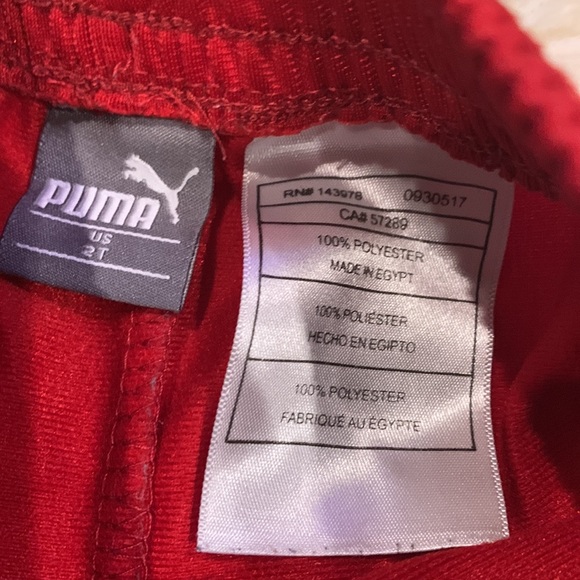 PUMA
US
2T
RN# 143978 0930517
CA# 57289
100% POLYESTER
MADE IN EGYPT
100% POLIÉSTER
HECHO EN EGIPTO
100% POLYESTER
FABRIQUÉ AU ÉGYPTE